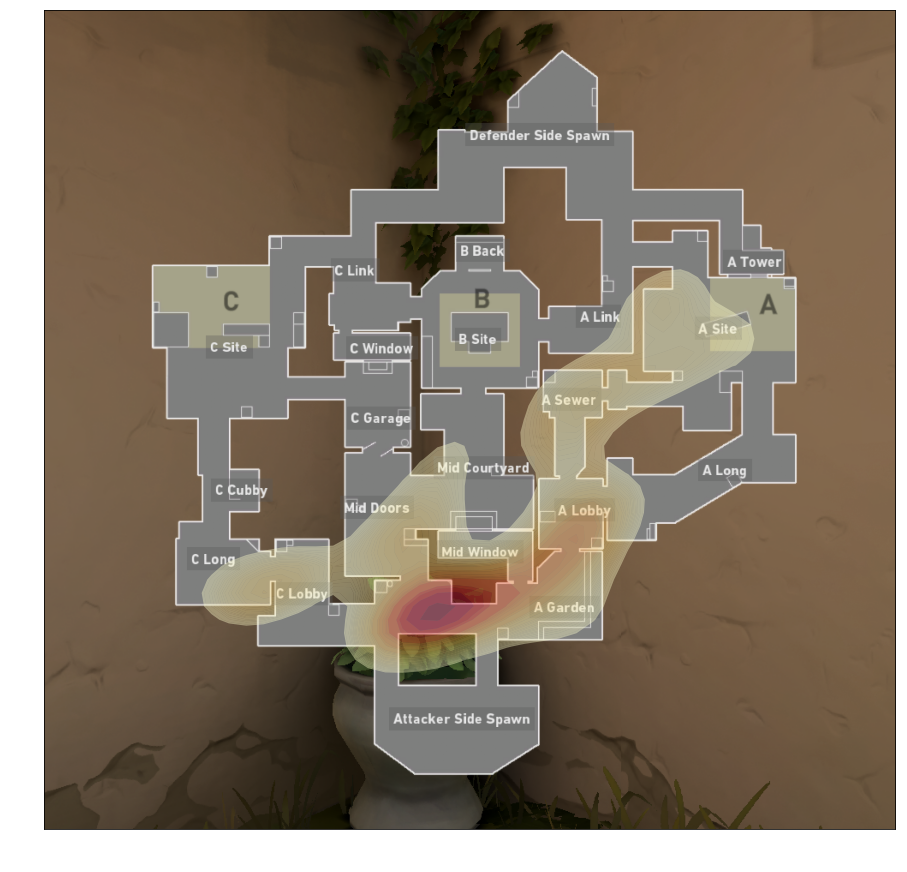 Defender Side Spawn
B Back
A Tower
C Link
C
B
A
A Link
A Site
B Site
C Site
C Window
A Sewer
C Garage
Mid Courtyard
A Long
C Cubby
Mid Doors
A Lobby
Mid Window
C Long
C Lobby
A Garden
Attacker Side Spawn